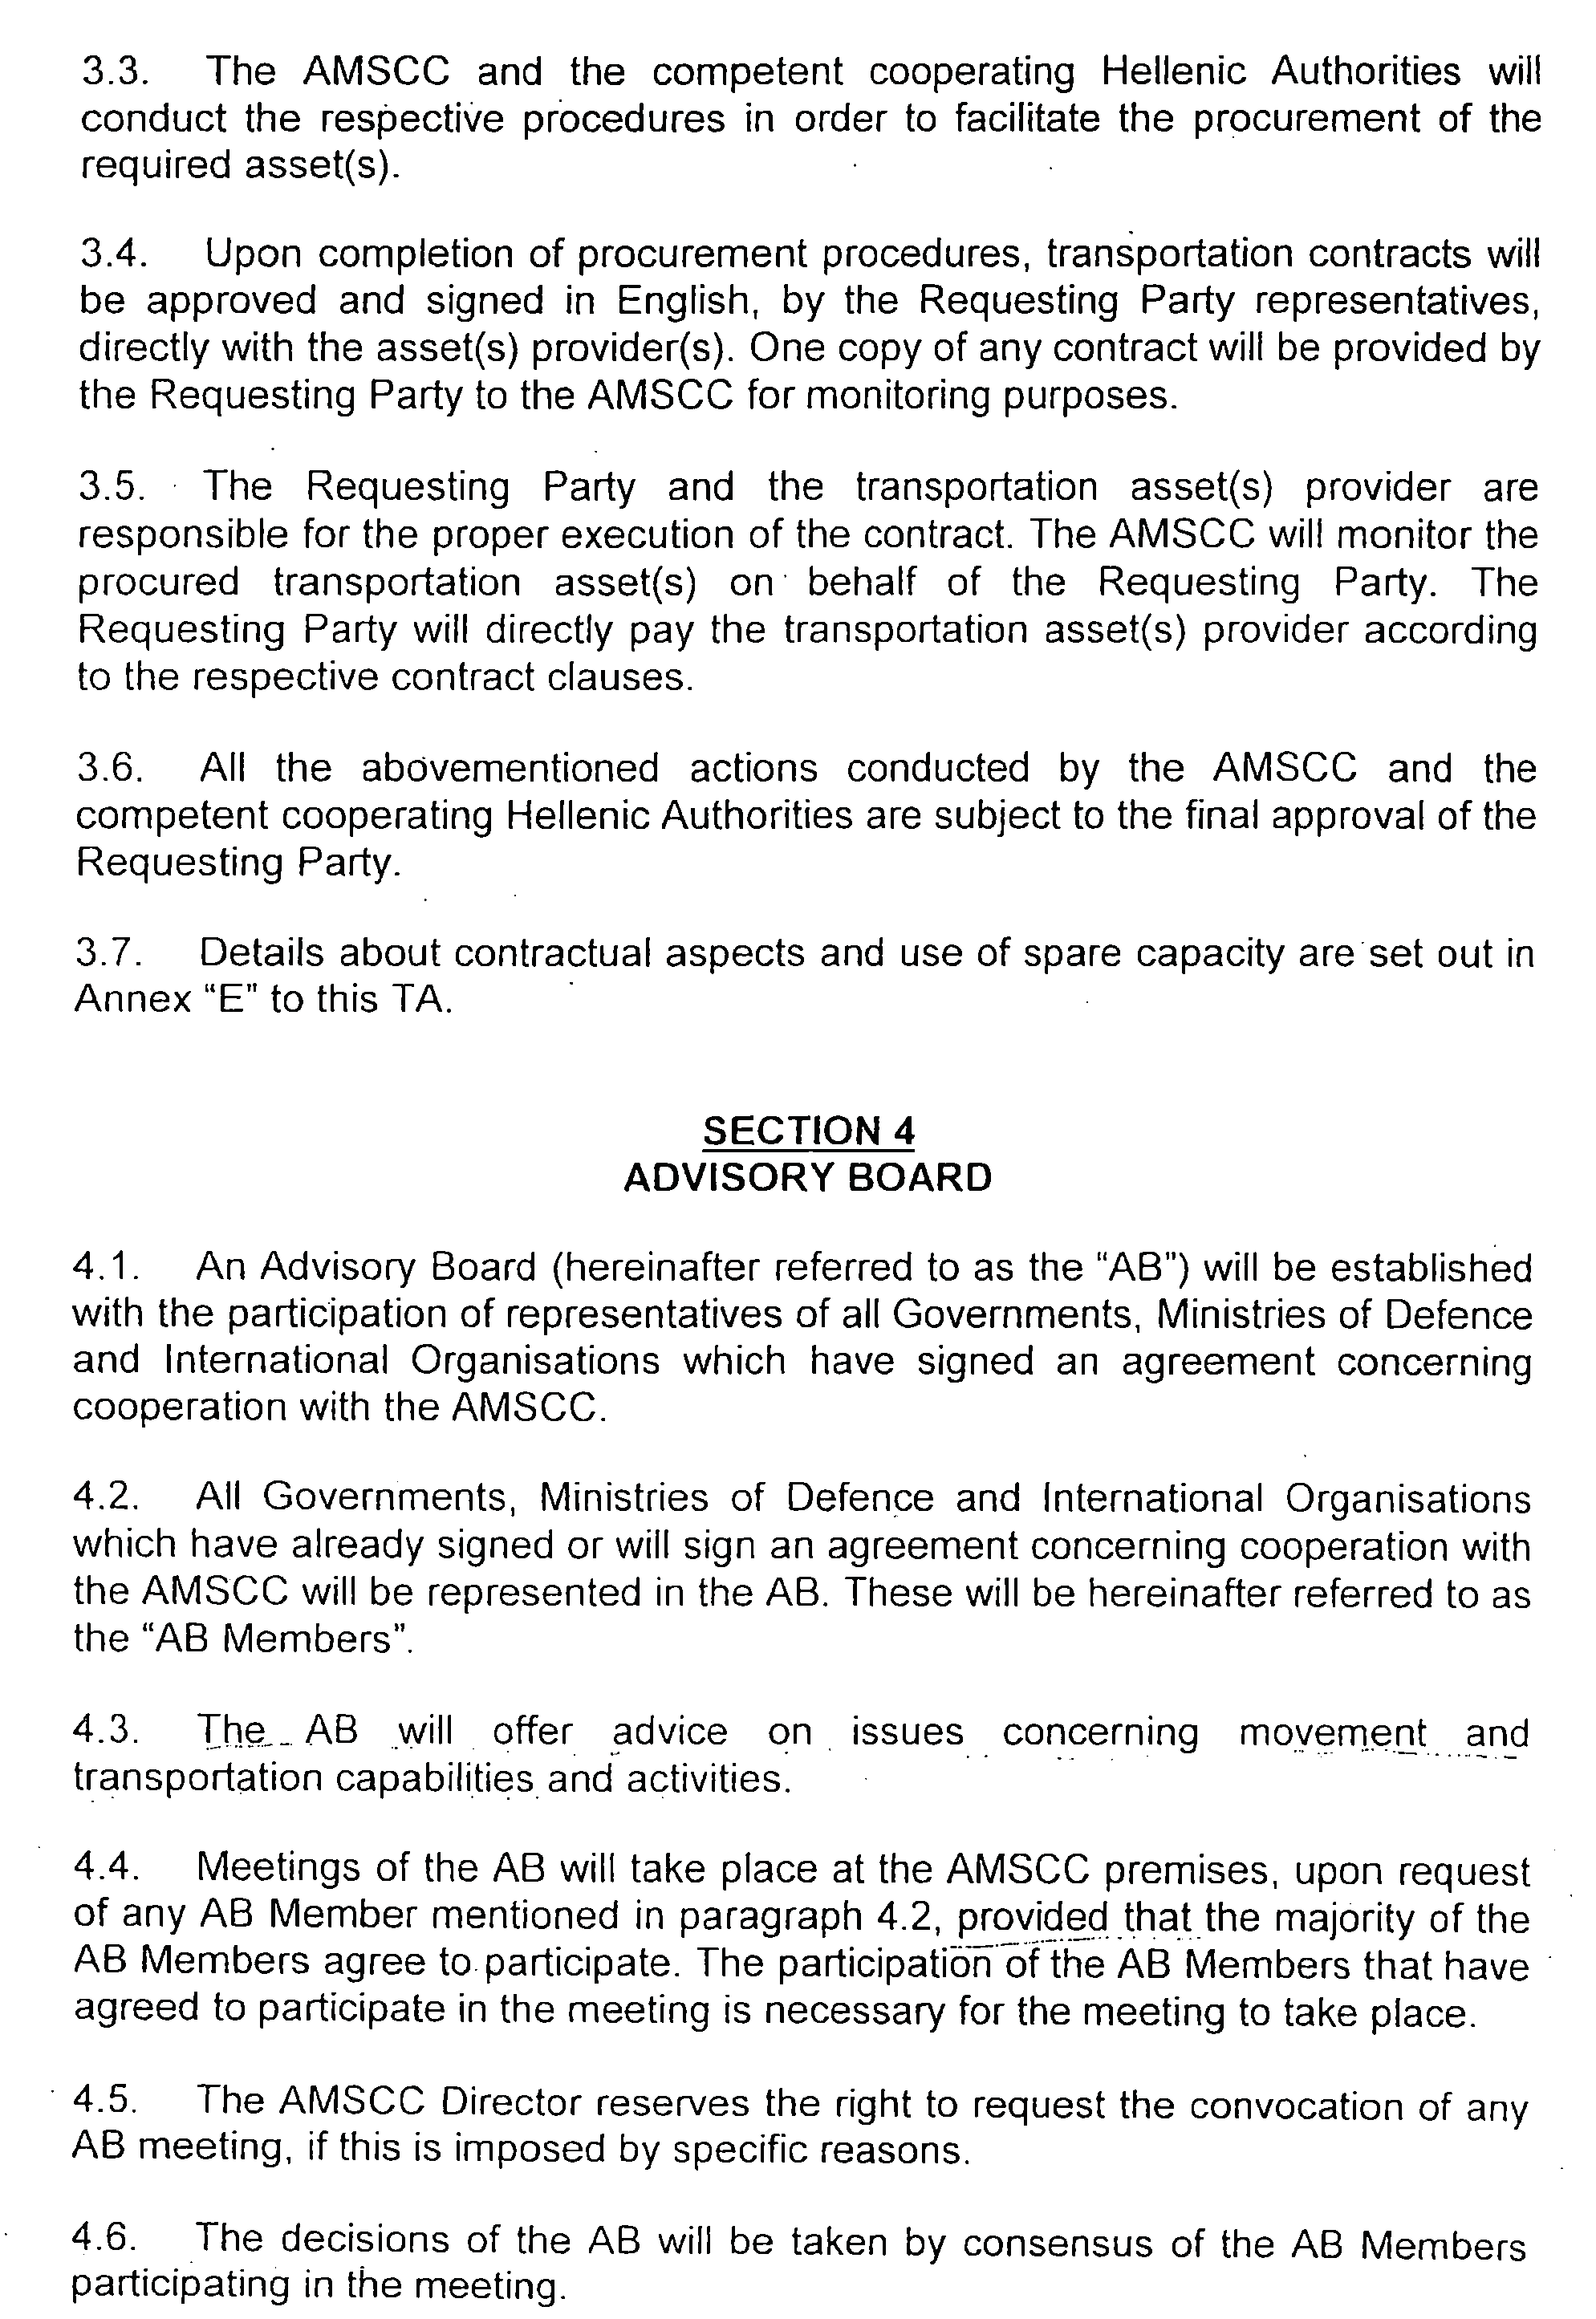 3.3. The AMSCC and the competent cooperating Hellenic Authorities will
conduct the respective procedures in order to facilitate the procurement of the
required asset(s).
3.4. Upon completion of procurement procedures, transportation contracts will
be approved and signed in English, by the Requesting Party representatives,
directly with the asset(s) provider(s). One copy of any contract will be provided by
the Requesting Party to the AMSCC for monitoring purposes.
3.5. The Requesting Party and the transportation asset(s) provider are
responsible for the proper execution of the contract. The AMSCC will monitor the
procured transportation asset(s) on behalf of the Requesting Party. The
Requesting Party will directly pay the transportation asset(s) provider according
to the respective contract clauses.
3.6. All the abovementioned actions conducted by the AMSCC and the
competent cooperating Hellenic Authorities are subject to the final approval of the
Requesting Party.
3.7. Details about contractual aspects and use of spare capacity are set out in
Annex “E” to this TA.
SECTION 4
ADVISORY BOARD
4.1. An Advisory Board (hereinafter referred to as the “AB”) will be established
with the participation of representatives of all Governments, Ministries of Defence
and International Organisations which have signed an agreement concerning
cooperation with the AMSCC.
4.2. All Governments, Ministries of Defence and International Organisations
which have already signed or will sign an agreement concerning cooperation with
the AMSCC will be represented in the AB. These will be hereinafter referred to as
the “AB Members”.
4.3. The AB will offer advice on issues concerning movement and
transportation capabilities and activities.
4.4. Meetings of the AB will take place at the AMSCC premises, upon request
of any AB Member mentioned in paragraph 4.2, provided that the majority of the
AB Members agree to participate. The participation of the AB Members that have
agreed to participate in the meeting is necessary for the meeting to take place.
4.5. The AMSCC Director reserves the right to request the convocation of any
AB meeting, if this is imposed by specific reasons.
4.6. The decisions of the AB will be taken by consensus of the AB Members
participating in the meeting.